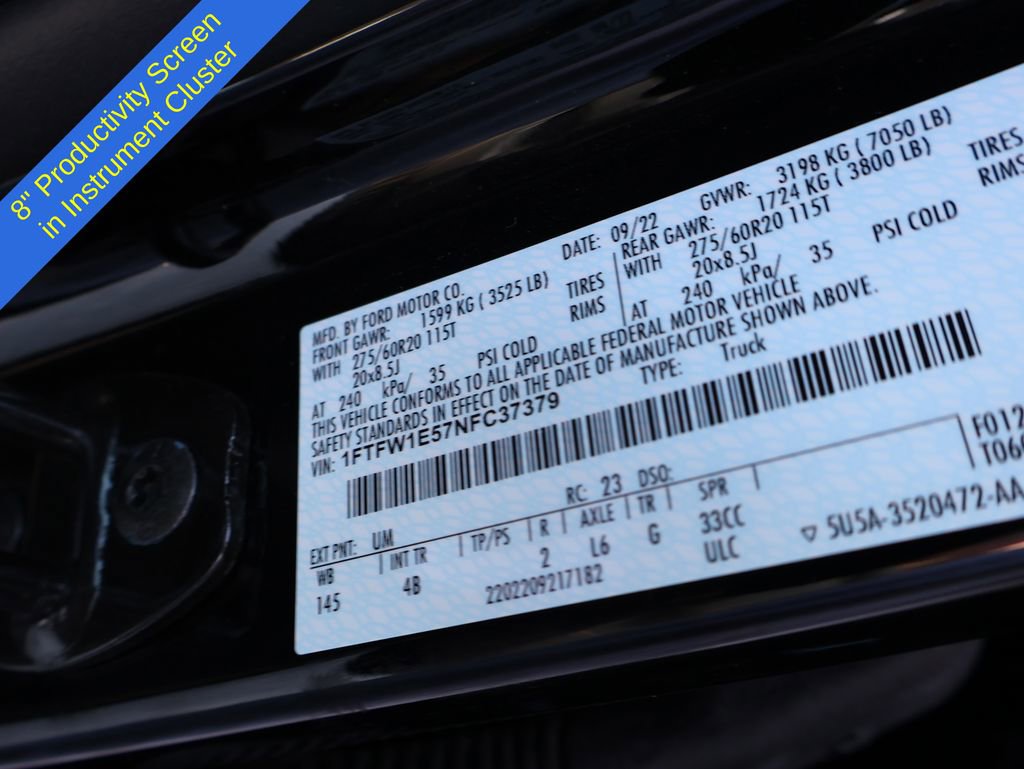 8" Productivity Screen
in Instrument Cluster
MFD. BY FORD MOTOR CO.
DATE: 09/22
GVWR: 3198 KG ( 7050 LB)
FRONT GAWR: 1599 KG ( 3525 LB)
REAR GAWR: 1724 KG ( 3800 LB)
WITH 275/60R20 115T TIRES
WITH 275/60R20 115T TIRES
20x8.5J RIMS
20x8.5J RIMS
AT 240 kPa/ 35 PSI COLD
AT 240 kPa/ 35 PSI COLD
THIS VEHICLE CONFORMS TO ALL APPLICABLE FEDERAL MOTOR VEHICLE
SAFETY STANDARDS IN EFFECT ON THE DATE OF MANUFACTURE SHOWN ABOVE.
VIN: 1FTFW1E57NFC37379
TYPE: Truck
EXT PNT: UM
RC: 23 DSO:
WB INT TR TP/PS R AXLE TR SPR
145 4B 2 L6 G 33CC
2202209217182
ULC
F012
T060
5U5A-3520472-AA